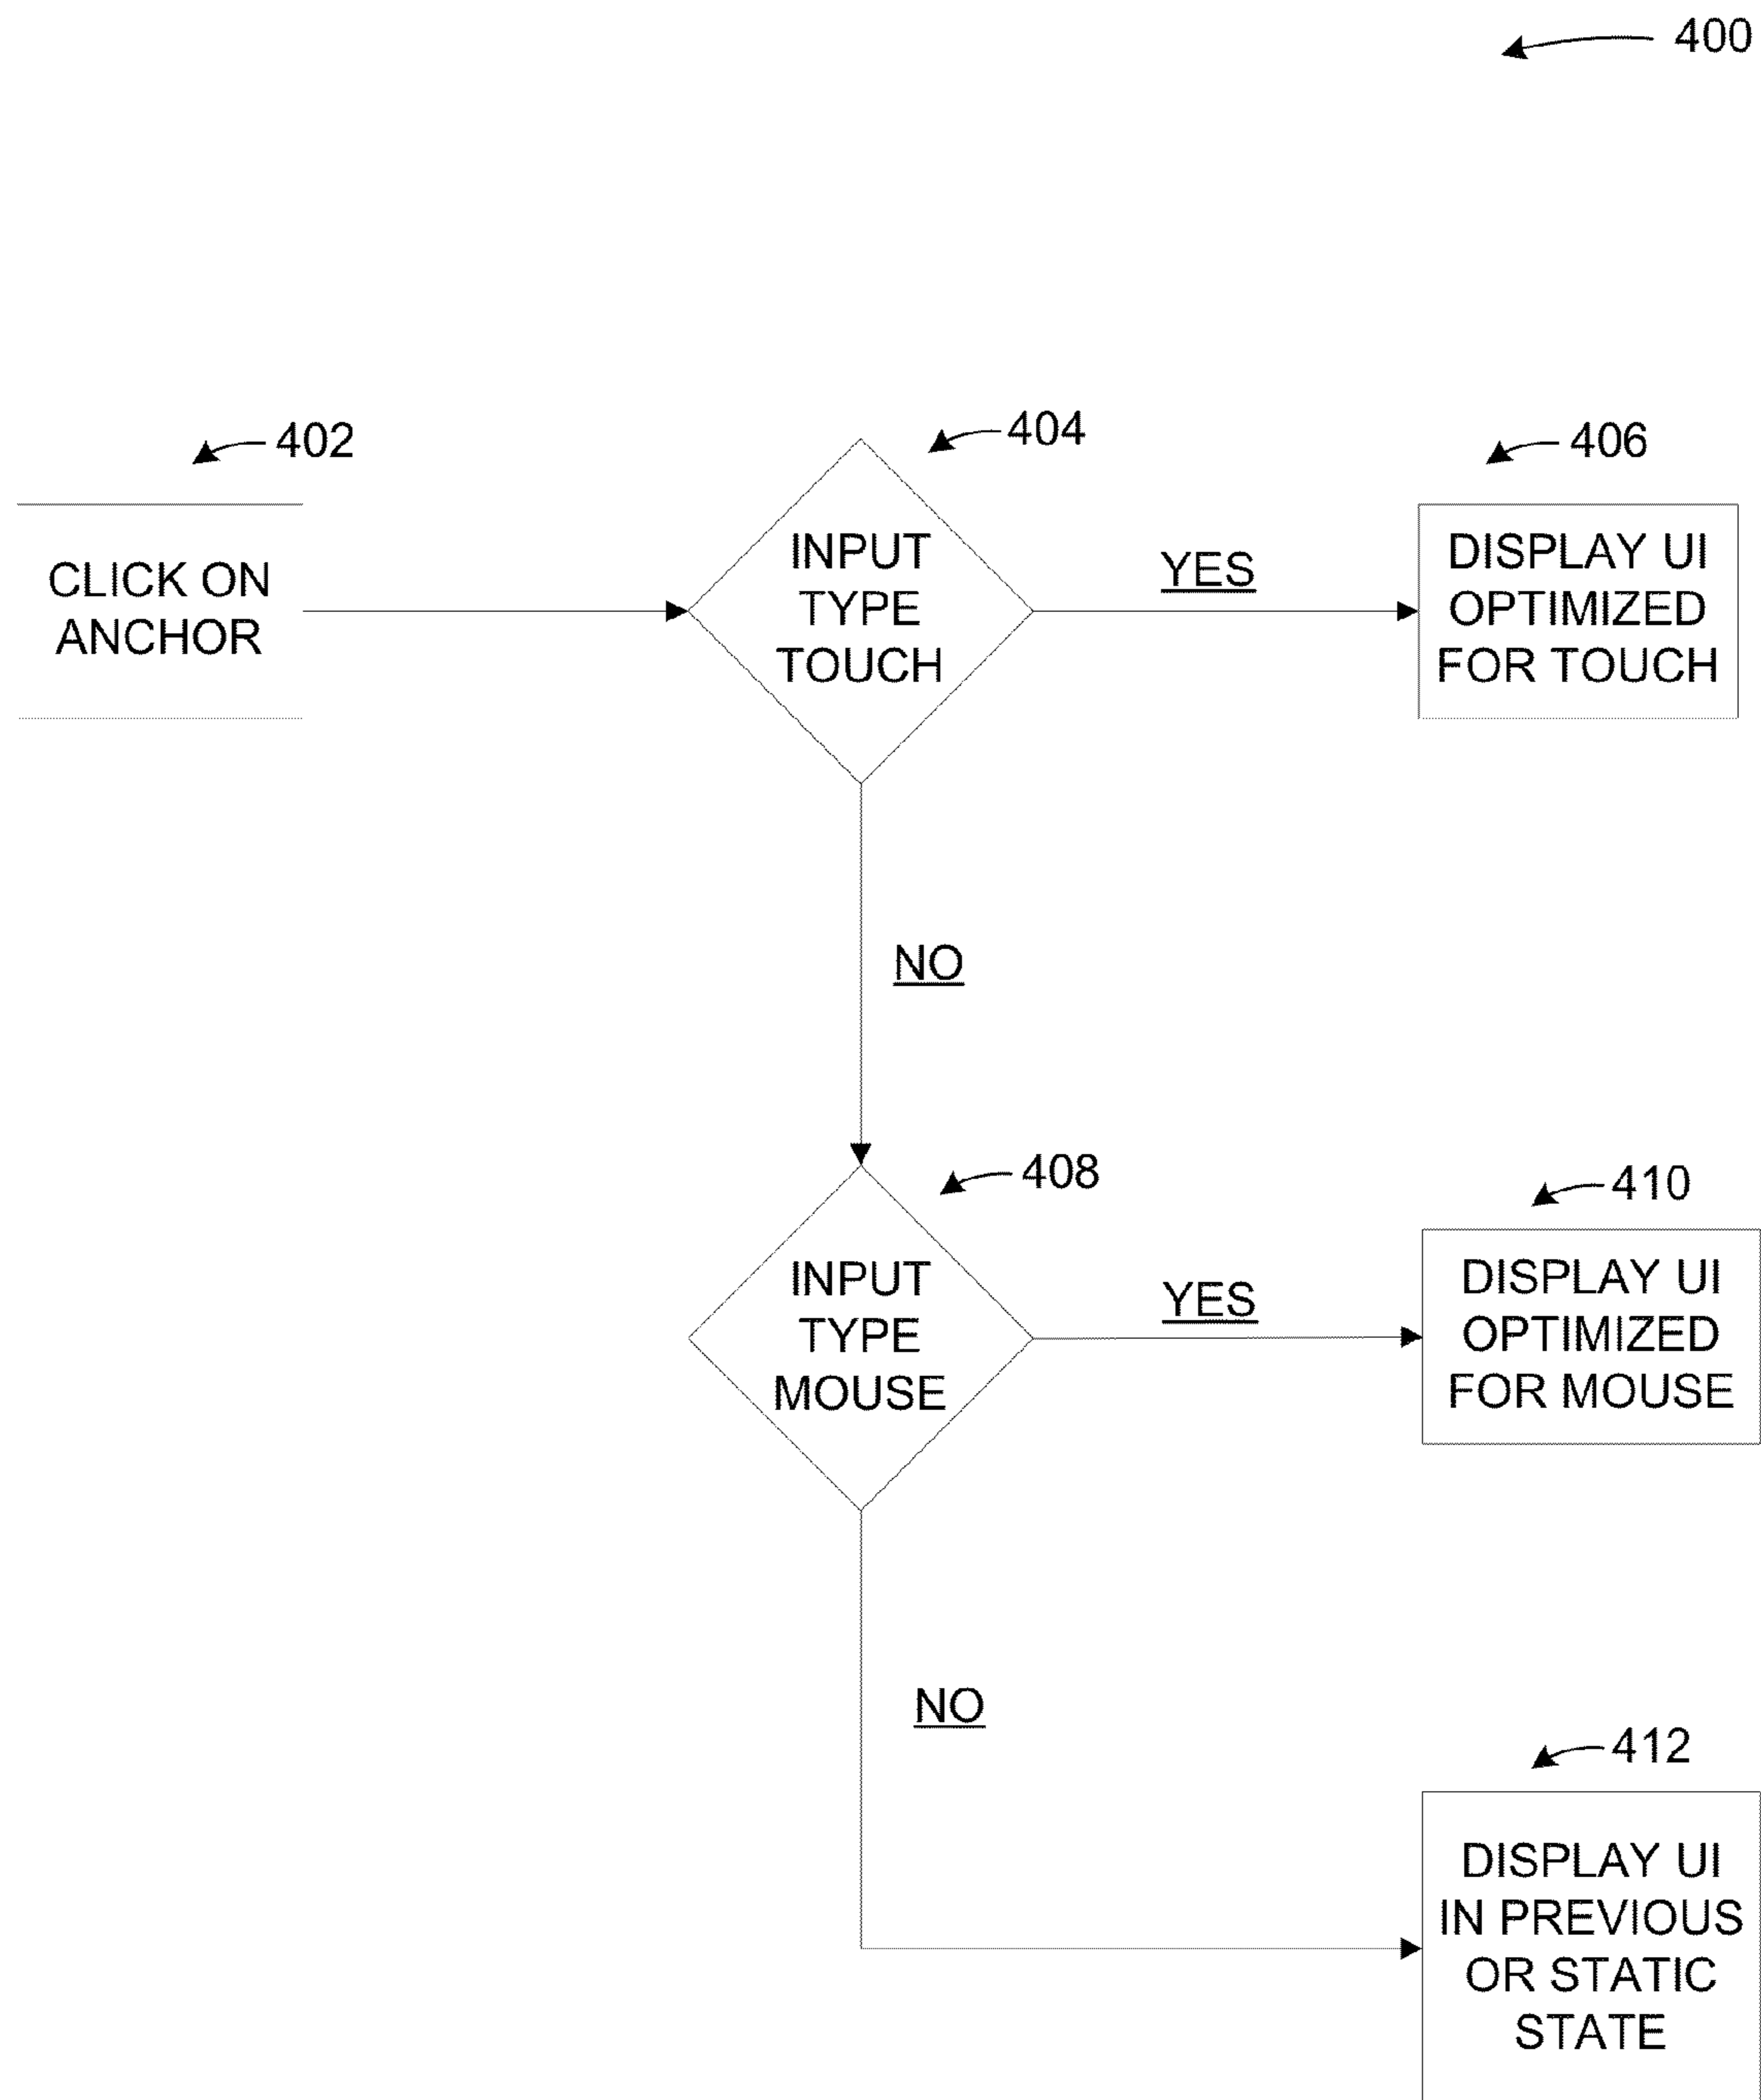 400
402
CLICK ON
ANCHOR
404
INPUT
TYPE
TOUCH
YES
406
DISPLAY UI
OPTIMIZED
FOR TOUCH
NO
408
INPUT
TYPE
MOUSE
YES
410
DISPLAY UI
OPTIMIZED
FOR MOUSE
NO
412
DISPLAY UI
IN PREVIOUS
OR STATIC
STATE